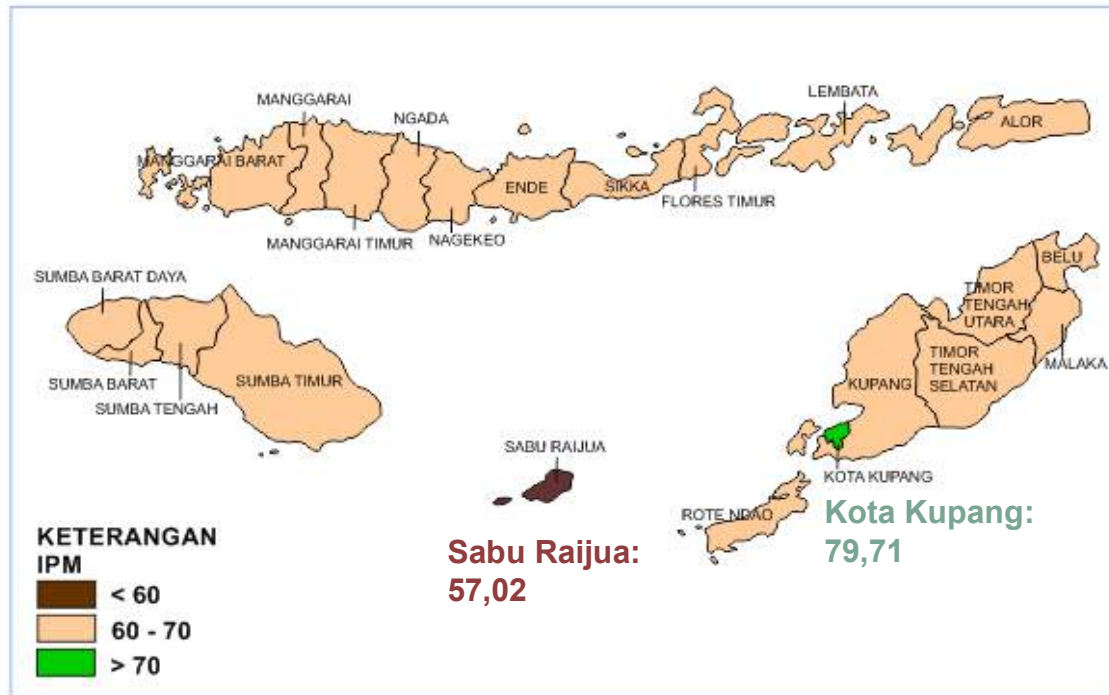 MANGGARAI
NGADA
LEMBATA
ALOR
MANGGARAI BARAT
ENDE
SIKKA
FLORES TIMUR
MANGGARAI TIMUR
NAGEKEO
SUMBA BARAT DAYA
BELU
TIMOR
TENGAH
UTARA
MALAKA
TIMOR
TENGAH
SELATAN
KUPANG
SUMBA BARAT
SUMBA TENGAH
SUMBA TIMUR
SABU RAIJUA
KOTA KUPANG
ROTE NDAO
Kota Kupang:
79,71
Sabu Raijua:
57,02
KETERANGAN
IPM
< 60
60 - 70
> 70